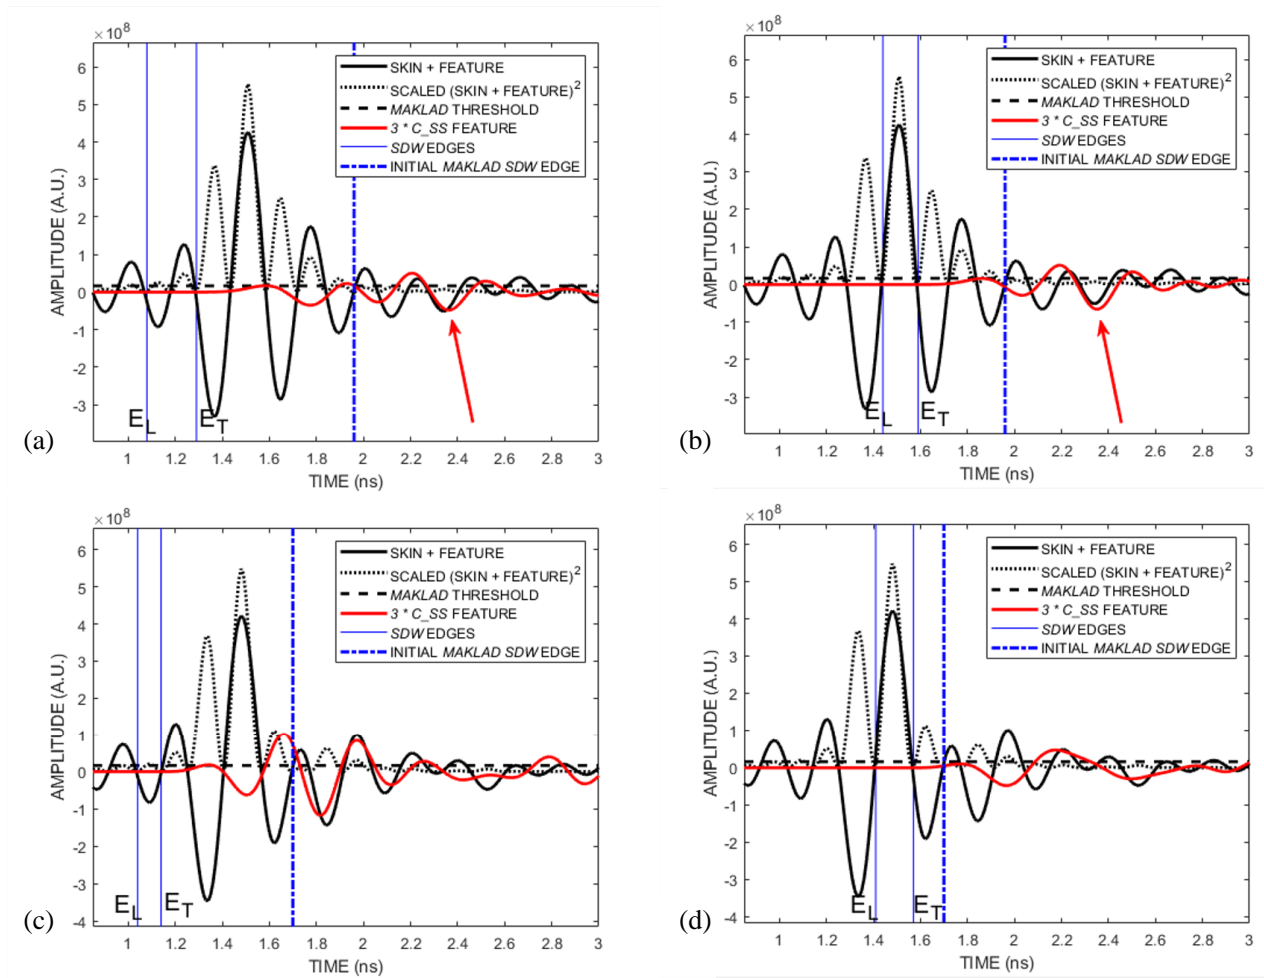 ×10⁸
6
5
4
3
2
1
0
-1
-2
-3
AMPLITUDE (A.U.)
SKIN + FEATURE
SCALED (SKIN + FEATURE)²
MAKLAD THRESHOLD
3 * C_SS FEATURE
SDW EDGES
INITIAL MAKLAD SDW EDGE
E_L
E_T
1 1.2 1.4 1.6 1.8 2 2.2 2.4 2.6 2.8 3
TIME (ns)
(a)
×10⁸
6
5
4
3
2
1
0
-1
-2
-3
AMPLITUDE (A.U.)
SKIN + FEATURE
SCALED (SKIN + FEATURE)²
MAKLAD THRESHOLD
3 * C_SS FEATURE
SDW EDGES
INITIAL MAKLAD SDW EDGE
E_L
E_T
1 1.2 1.4 1.6 1.8 2 2.2 2.4 2.6 2.8 3
TIME (ns)
(b)
×10⁸
6
5
4
3
2
1
0
-1
-2
-3
-4
AMPLITUDE (A.U.)
SKIN + FEATURE
SCALED (SKIN + FEATURE)²
MAKLAD THRESHOLD
3 * C_SS FEATURE
SDW EDGES
INITIAL MAKLAD SDW EDGE
E_L
E_T
1 1.2 1.4 1.6 1.8 2 2.2 2.4 2.6 2.8 3
TIME (ns)
(c)
×10⁸
6
5
4
3
2
1
0
-1
-2
-3
-4
AMPLITUDE (A.U.)
SKIN + FEATURE
SCALED (SKIN + FEATURE)²
MAKLAD THRESHOLD
3 * C_SS FEATURE
SDW EDGES
INITIAL MAKLAD SDW EDGE
E_L
E_T
1 1.2 1.4 1.6 1.8 2 2.2 2.4 2.6 2.8 3
TIME (ns)
(d)